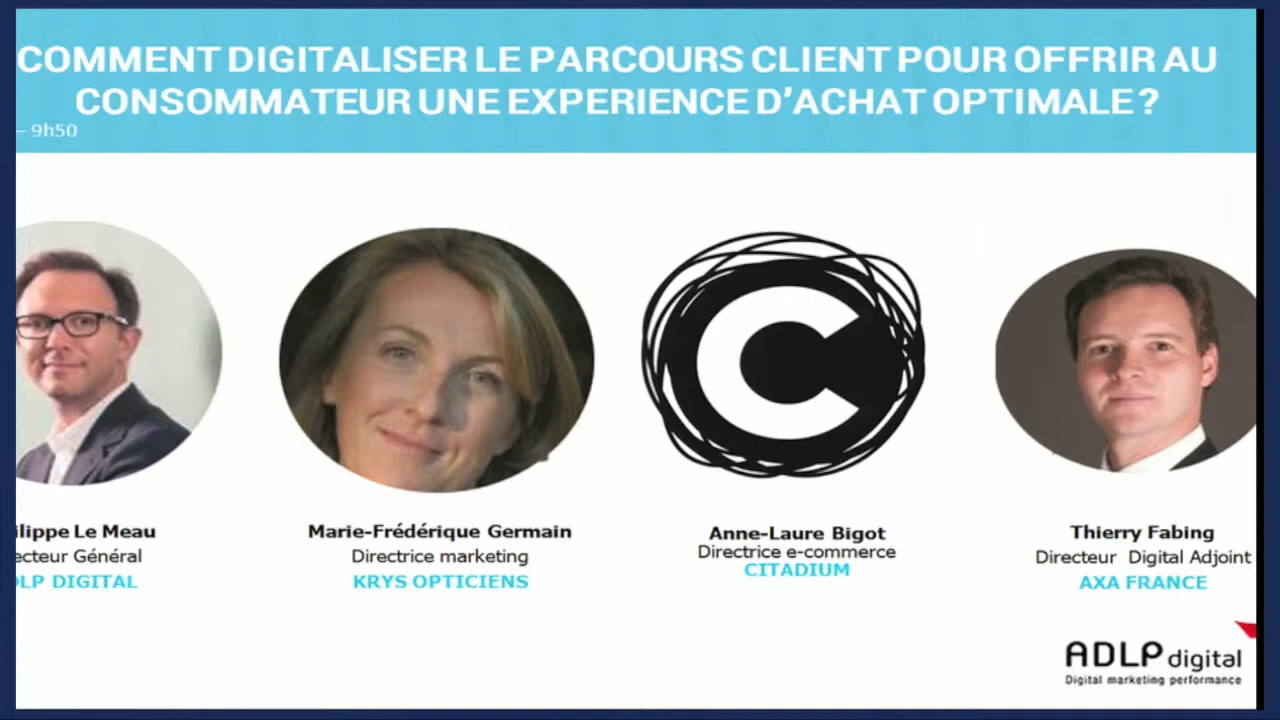 COMMENT DIGITALISER LE PARCOURS CLIENT POUR OFFRIR AU
CONSOMMATEUR UNE EXPERIENCE D'ACHAT OPTIMALE ?
– 9h50
ilippe Le Meau
ecteur Général
DLP DIGITAL
Marie-Frédérique Germain
Directrice marketing
KRYS OPTICIENS
Anne-Laure Bigot
Directrice e-commerce
CITADIUM
Thierry Fabing
Directeur Digital Adjoint
AXA FRANCE
ADLP digital
Digital marketing performance